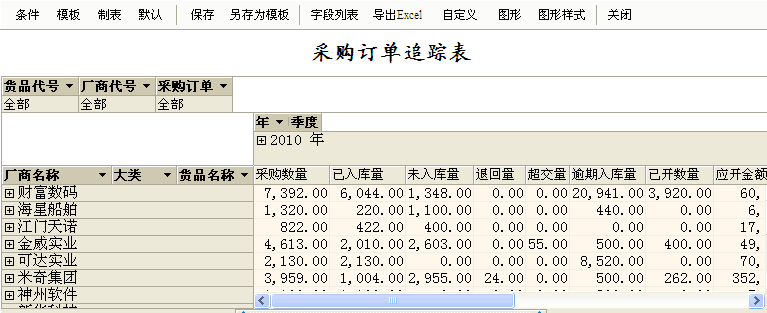 条件 模板 制表 默认 保存 另存为模板 字段列表 导出Excel 自定义 图形 图形样式 关闭
采购订单追踪表
货品代号 厂商代号 采购订单
全部 全部 全部
年 季度
2010 年
厂商名称 大类 货品名称 采购数量 已入库量 未入库量 退回量 超交量 逾期入库量 已开数量 应开金额
财富数码 7,392.00 6,044.00 1,348.00 0.00 0.00 20,941.00 3,920.00 60,
海星船舶 1,320.00 220.00 1,100.00 0.00 0.00 440.00 0.00 6,
江门天诺 822.00 422.00 400.00 0.00 0.00 0.00 0.00 17,
金威实业 4,613.00 2,010.00 2,603.00 0.00 55.00 500.00 400.00 49,
可达实业 2,130.00 2,130.00 0.00 0.00 0.00 8,520.00 0.00 70,
米奇集团 3,959.00 1,004.00 2,955.00 24.00 0.00 500.00 262.00 352,
神州软件